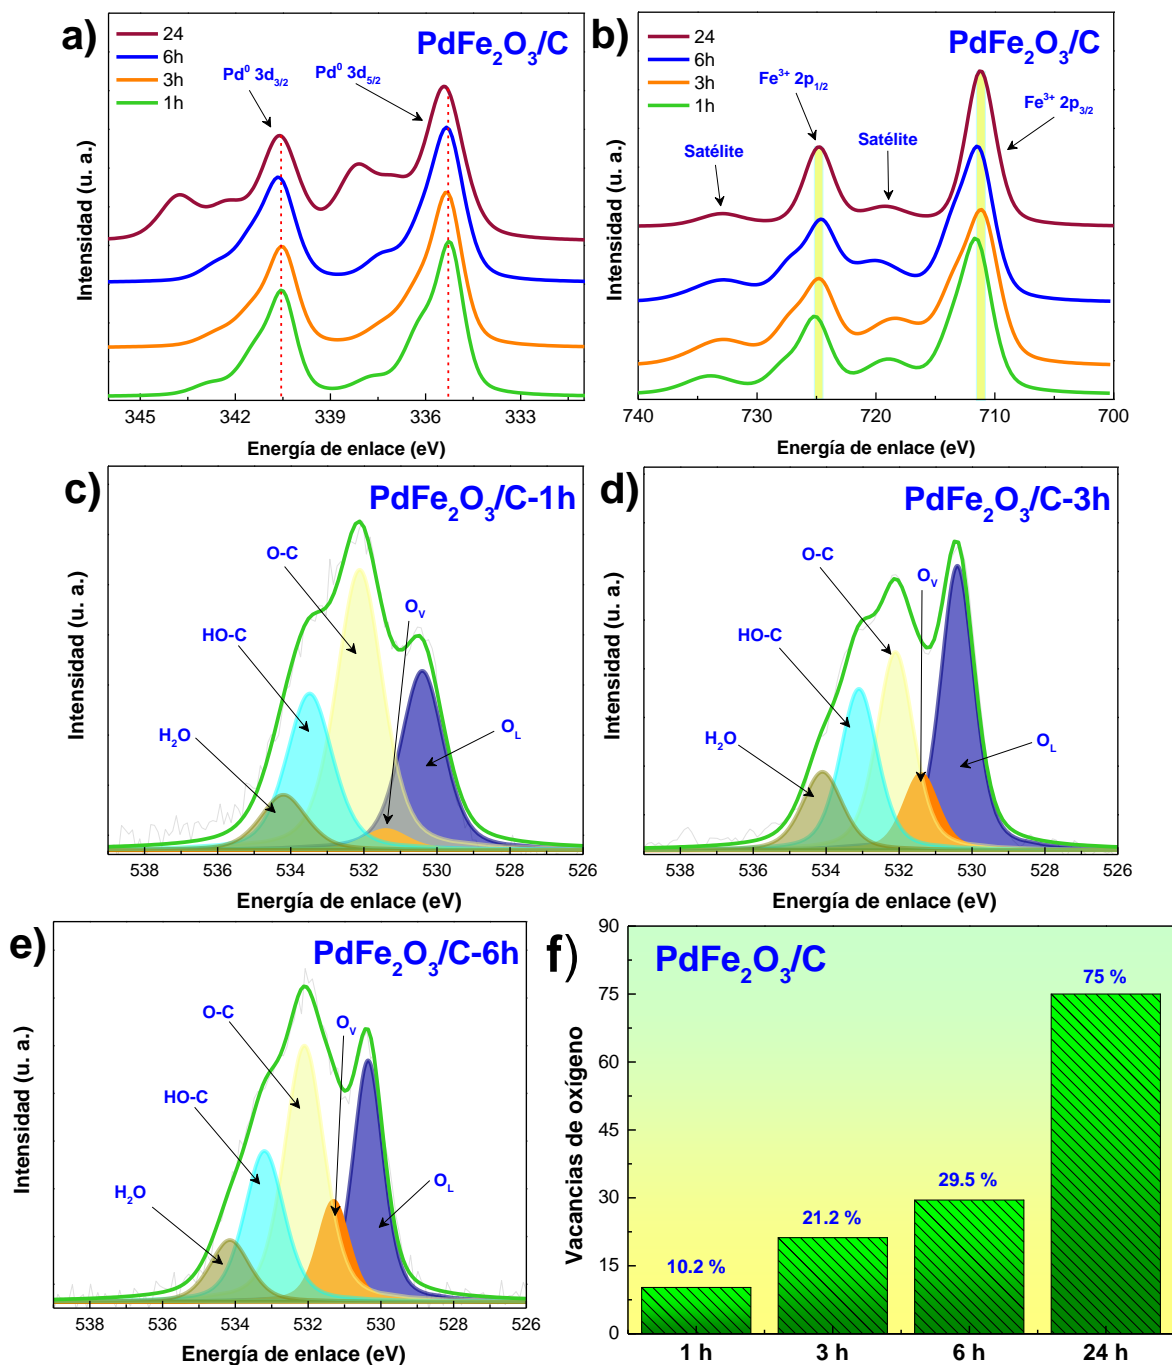 a)
PdFe2O3/C
24
6h
3h
1h
Pd0 3d3/2
Pd0 3d5/2
Intensidad (u. a.)
345 341 339 335 333
Energía de enlace (eV)
b)
PdFe2O3/C
24
6h
3h
1h
Fe3+ 2p1/2
Fe3+ 2p3/2
Satélite
Satélite
Intensidad (u. a.)
740 730 720 710 700
Energía de enlace (eV)
c)
PdFe2O3/C-1h
O-C
OV
HO-C
H2O
OL
Intensidad (u. a.)
538 536 534 532 530 528 526
Energía de enlace (eV)
d)
PdFe2O3/C-3h
O-C
OV
HO-C
H2O
OL
Intensidad (u. a.)
538 536 534 532 530 528 526
Energía de enlace (eV)
e)
PdFe2O3/C-6h
O-C
OV
HO-C
H2O
OL
Intensidad (u. a.)
538 536 534 532 530 528 526
Energía de enlace (eV)
f)
PdFe2O3/C
90
75
60
45
30
15
0
Vacancias de oxígeno
10.2 %
21.2 %
29.5 %
75 %
1 h 3 h 6 h 24 h